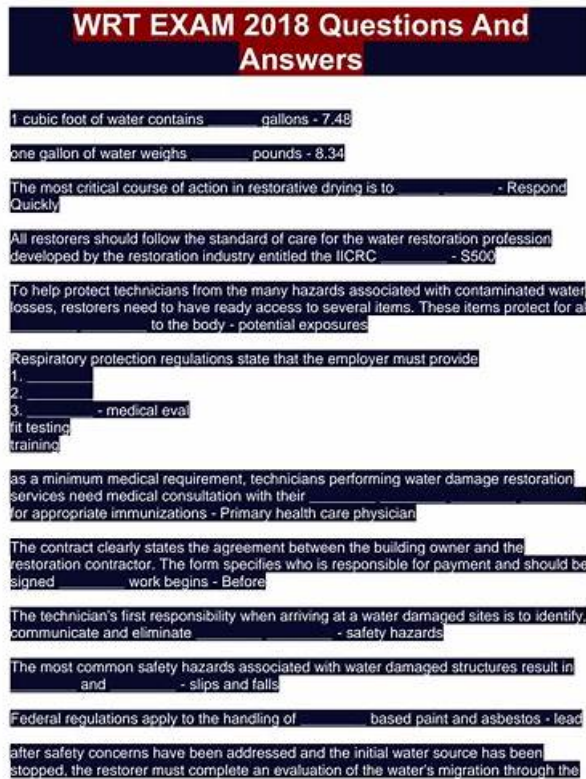 WRT EXAM 2018 Questions And
Answers
1 cubic foot of water contains _______ gallons - 7.48
one gallon of water weighs _______ pounds - 8.34
The most critical course of action in restorative drying is to _____ ______ - Respond
Quickly
All restorers should follow the standard of care for the water restoration profession
developed by the restoration industry entitled the IICRC ________ - S500
To help protect technicians from the many hazards associated with contaminated water
losses, restorers need to have ready access to several items. These items protect for al
________ ________ to the body - potential exposures
Respiratory protection regulations state that the employer must provide
1. ________
2. ________
3. ________ - medical eval
fit testing
training
as a minimum medical requirement, technicians performing water damage restoration
services need medical consultation with their ________ ________ ________ ________
for appropriate immunizations - Primary health care physician
The contract clearly states the agreement between the building owner and the
restoration contractor. The form specifies who is responsible for payment and should be
signed _______ work begins - Before
The technician's first responsibility when arriving at a water damaged sites is to identify,
communicate and eliminate ________ ________ - safety hazards
The most common safety hazards associated with water damaged structures result in
________ and ________ - slips and falls
Federal regulations apply to the handling of ________ based paint and asbestos - lead
after safety concerns have been addressed and the initial water source has been
stopped, the restorer must complete an evaluation of the water's migration through the